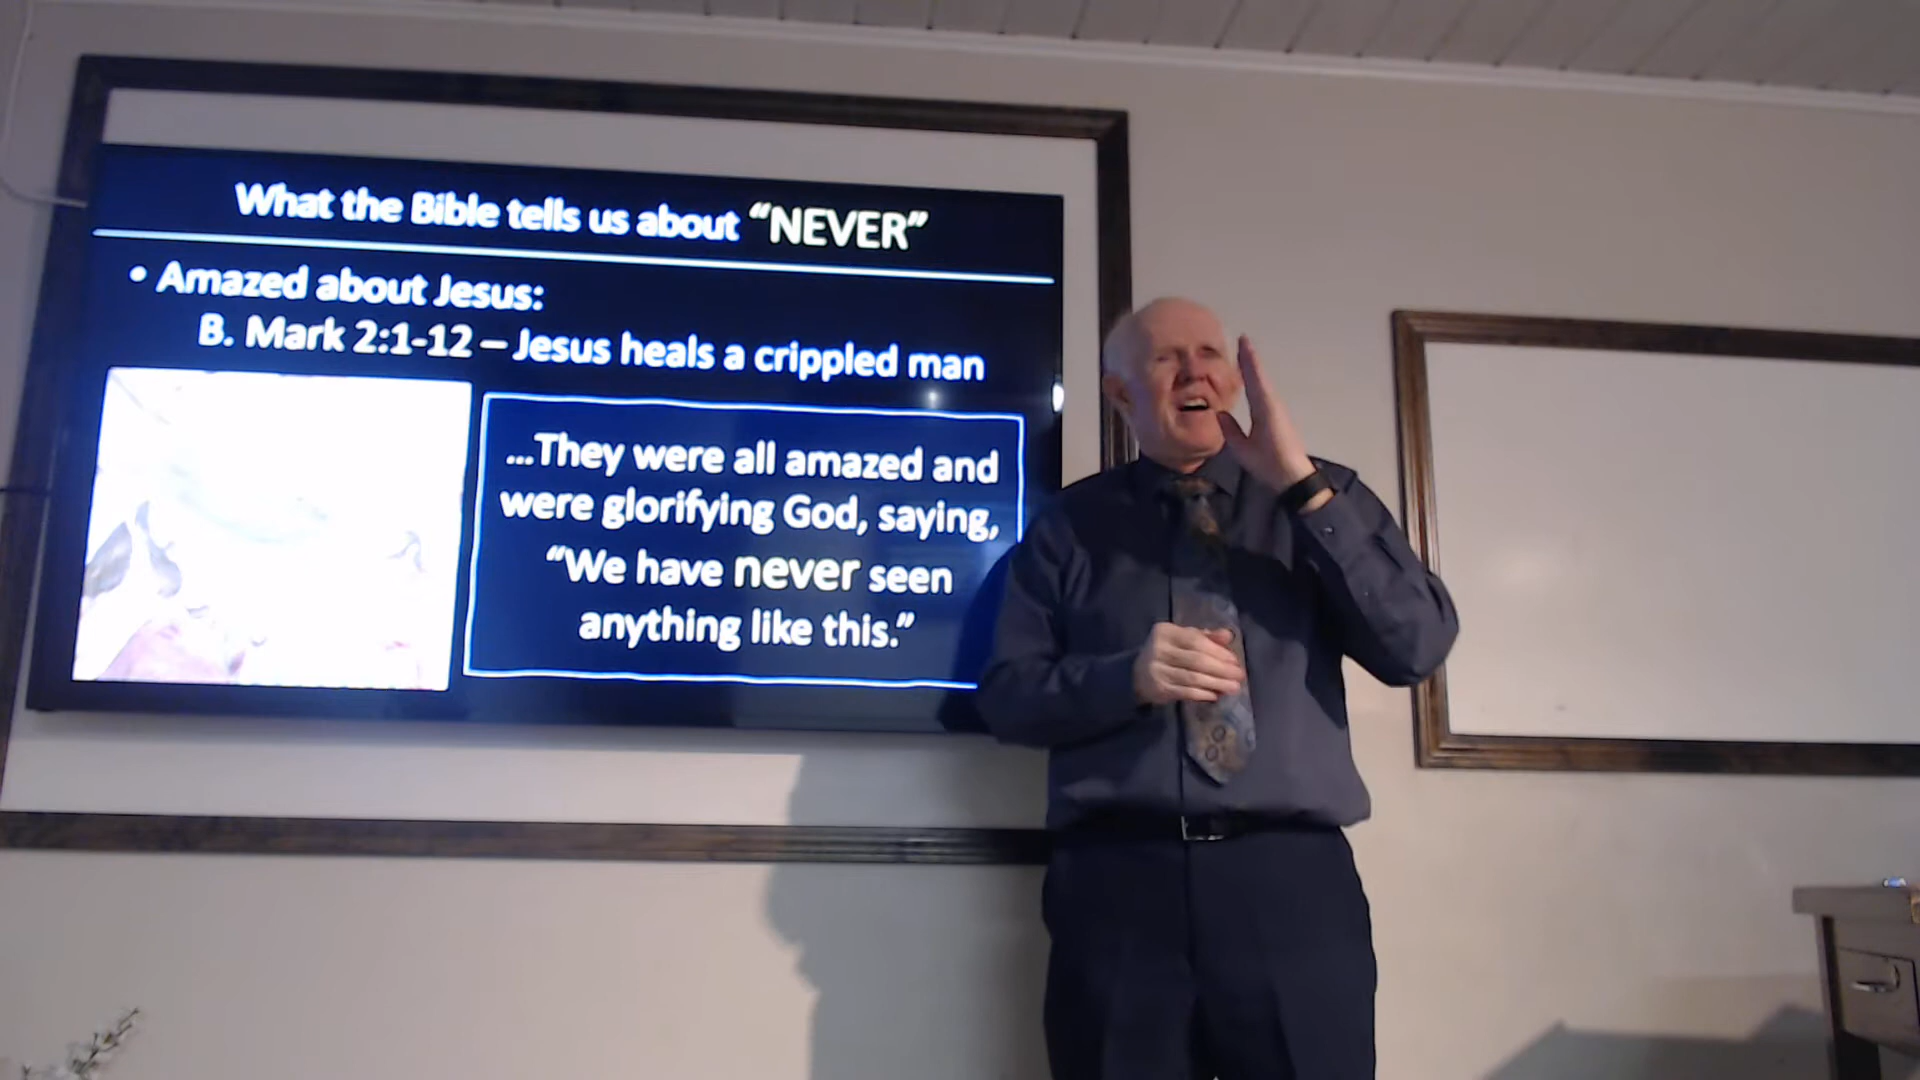 What the Bible tells us about “NEVER”
• Amazed about Jesus:
B. Mark 2:1-12 – Jesus heals a crippled man
...They were all amazed and
were glorifying God, saying,
“We have never seen
anything like this.”